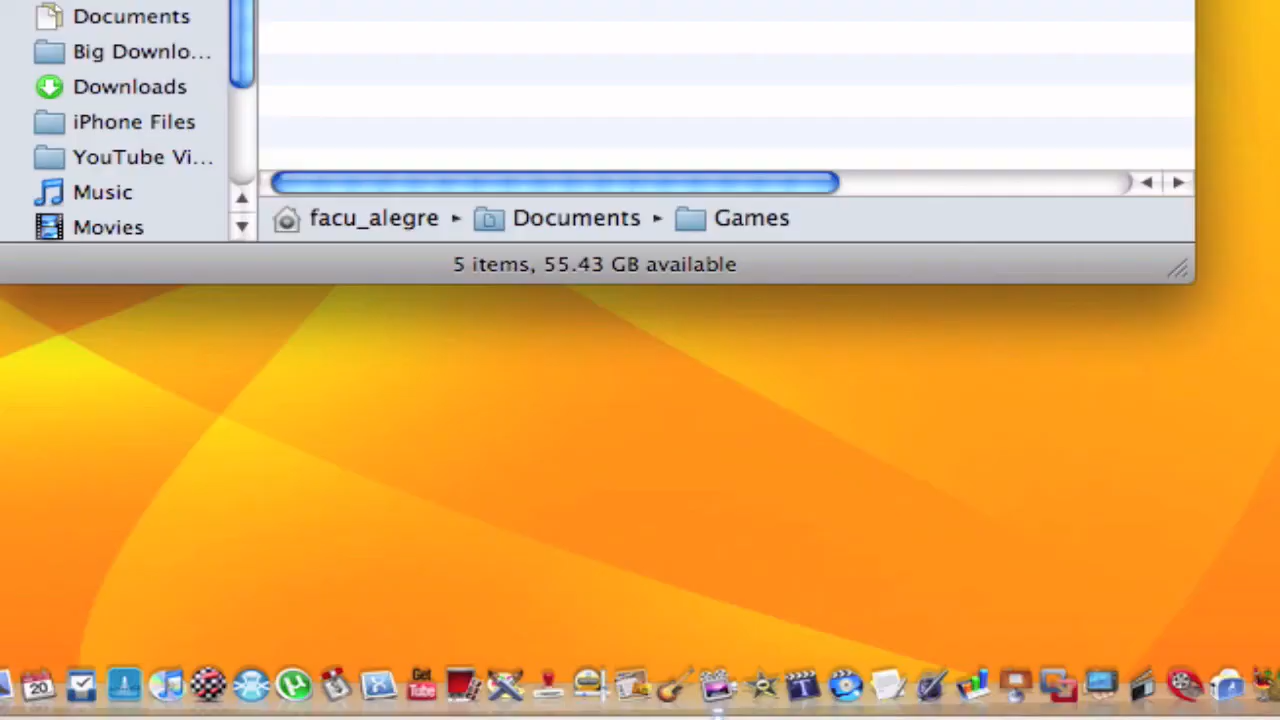 Documents
Big Downlo...
Downloads
iPhone Files
YouTube Vi...
Music
Movies
facu_alegre ▸ Documents ▸ Games
5 items, 55.43 GB available
20
Get
Tube
T